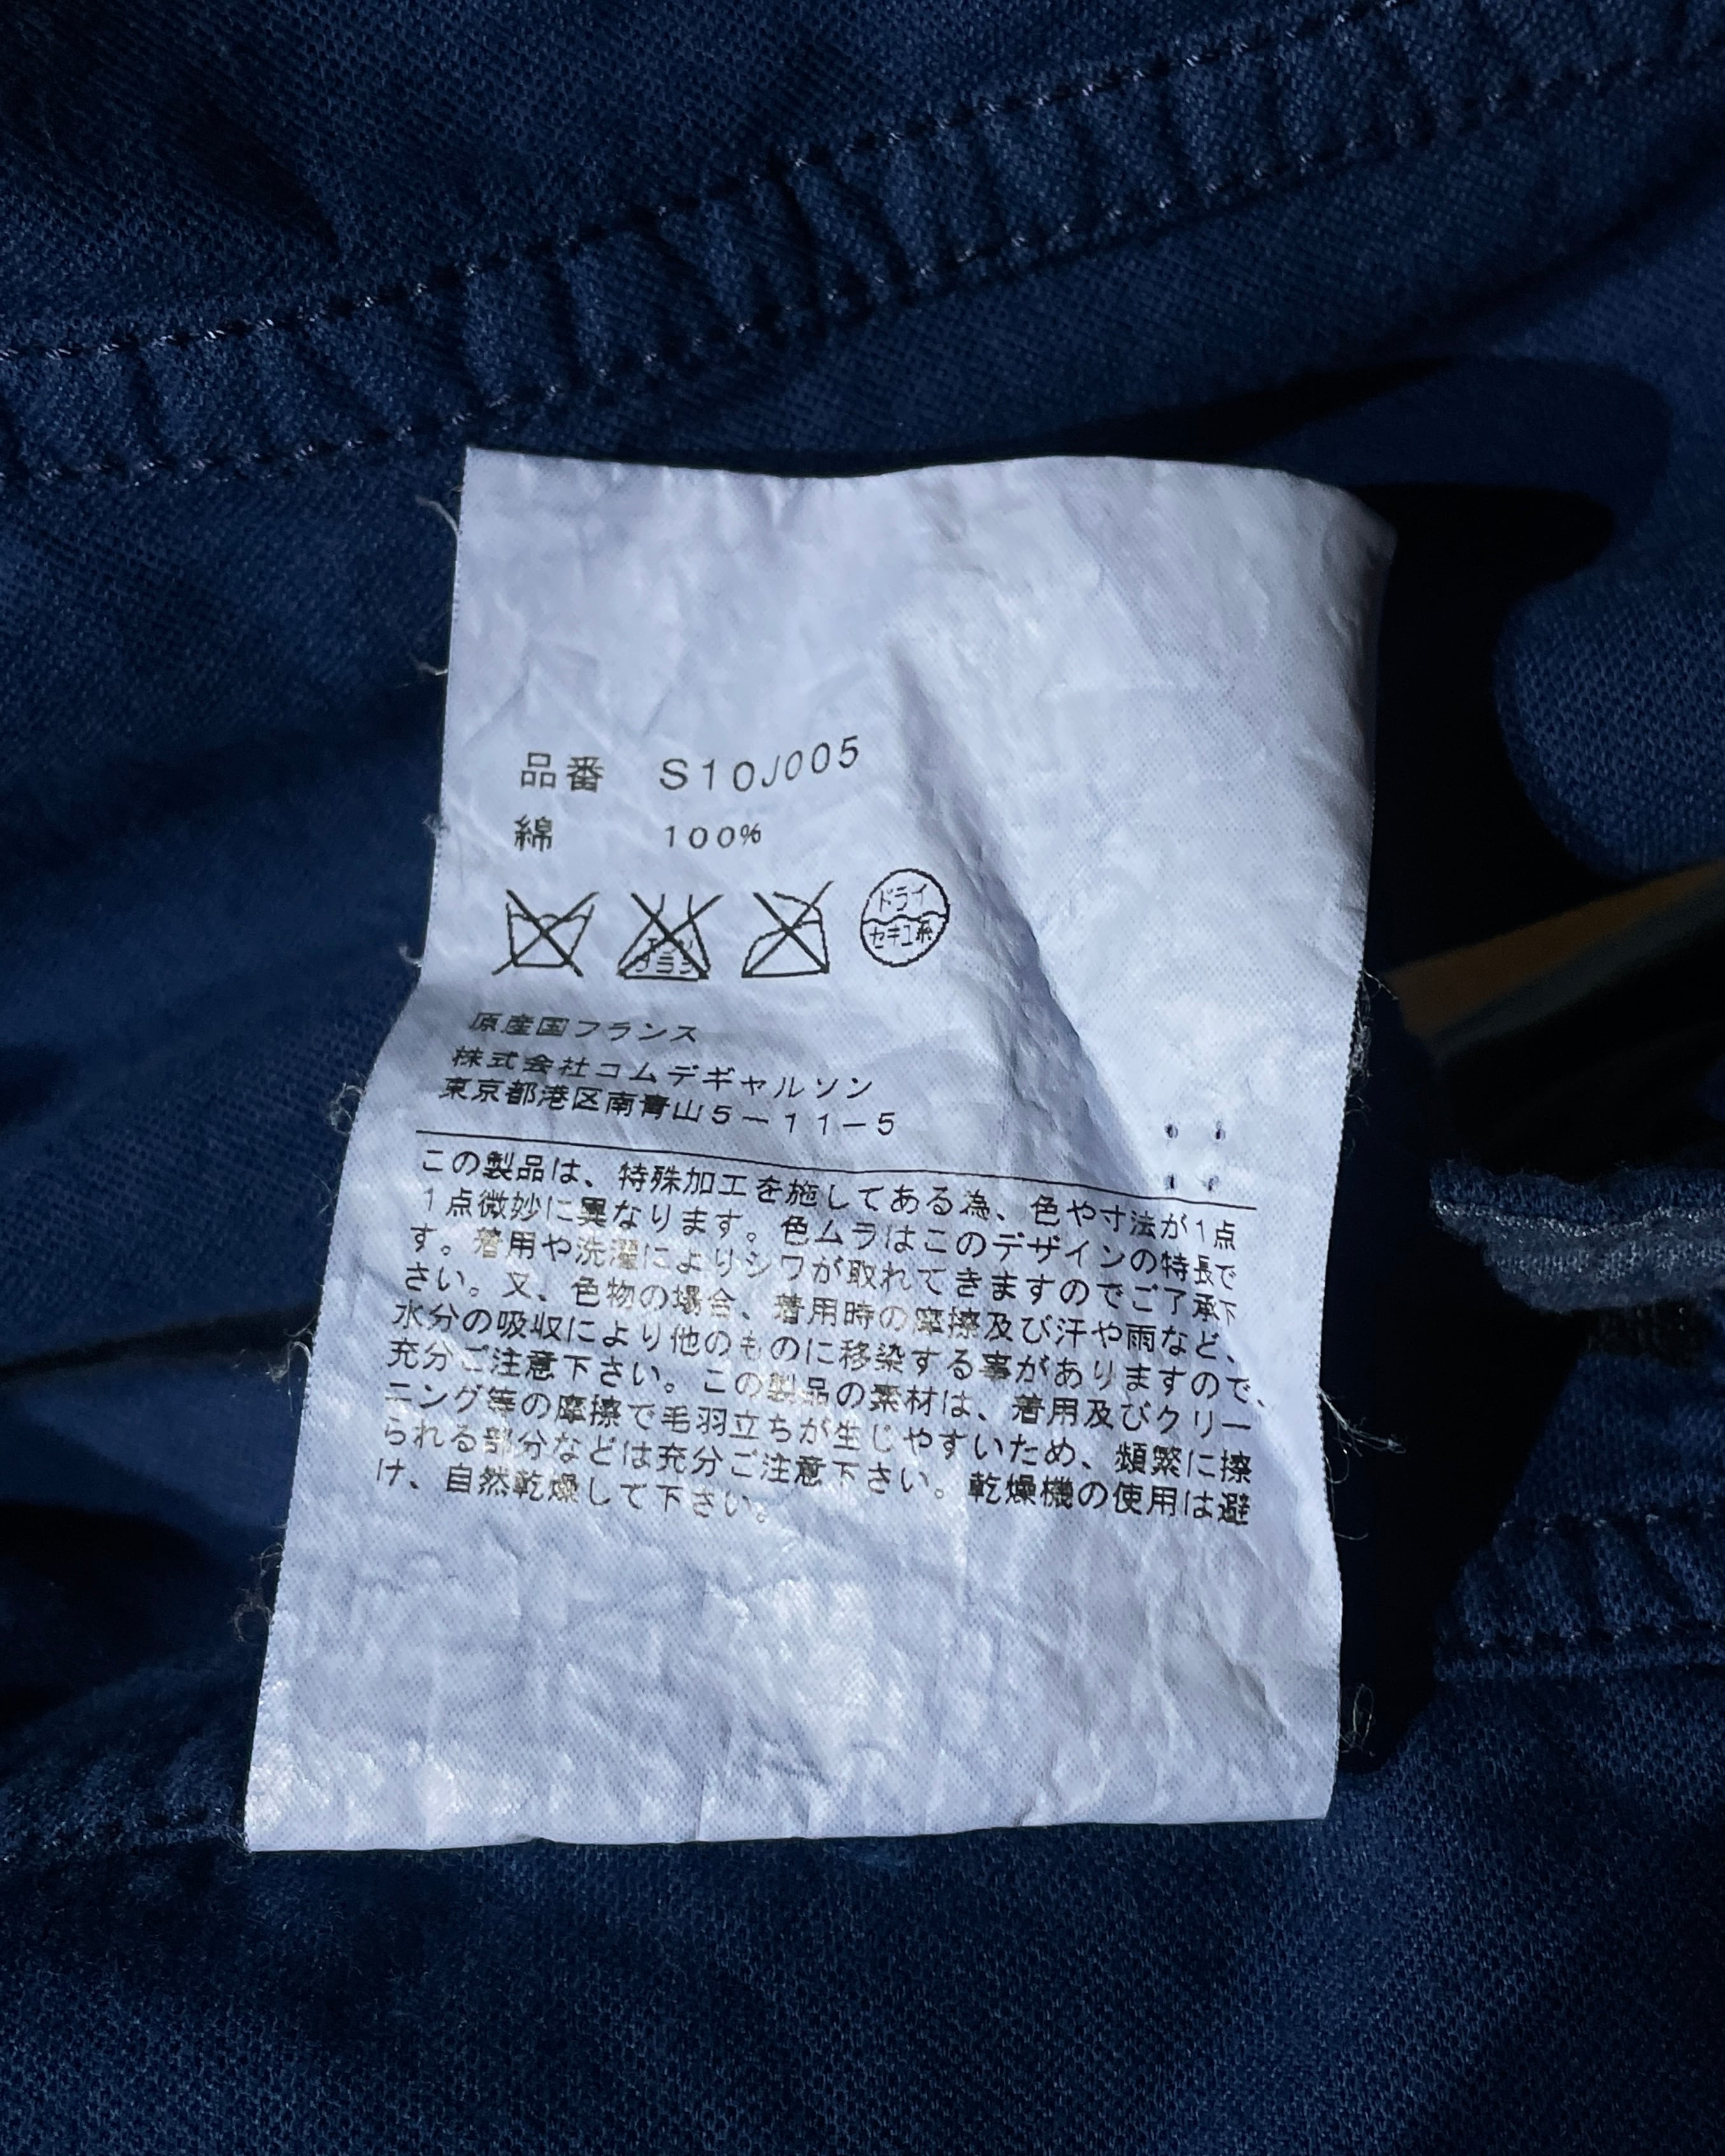 品番 S10J005
綿 100%
エンソ
サラシ
ドライ
セキユ系
原産国フランス
株式会社コムデギャルソン
東京都港区南青山5-11-5
この製品は、特殊加工を施してある為、色や寸法が1点
1点微妙に異なります。色ムラはこのデザインの特長で
す。着用や洗濯によりシワが取れてきますのでご了承下
さい。又、色物の場合、着用時の摩擦及び汗や雨など、
水分の吸収により他のものに移染する事がありますので、
充分ご注意下さい。この製品の素材は、着用及びクリー
ニング等の摩擦で毛羽立ちが生じやすいため、頻繁に擦
られる部分などは充分ご注意下さい。乾燥機の使用は避
け、自然乾燥して下さい。